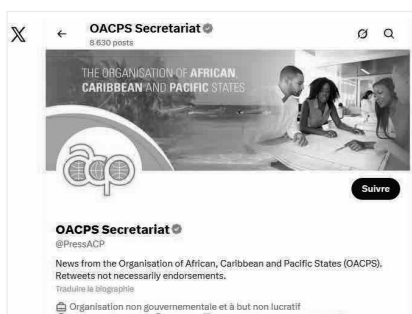 OACPS Secretariat
8 630 posts
THE ORGANISATION OF AFRICAN,
CARIBBEAN AND PACIFIC STATES
acp
Suivre
OACPS Secretariat
@PressACP
News from the Organisation of African, Caribbean and Pacific States (OACPS).
Retweets not necessarily endorsements.
Traduire la biographie
Organisation non gouvernementale et à but non lucratif